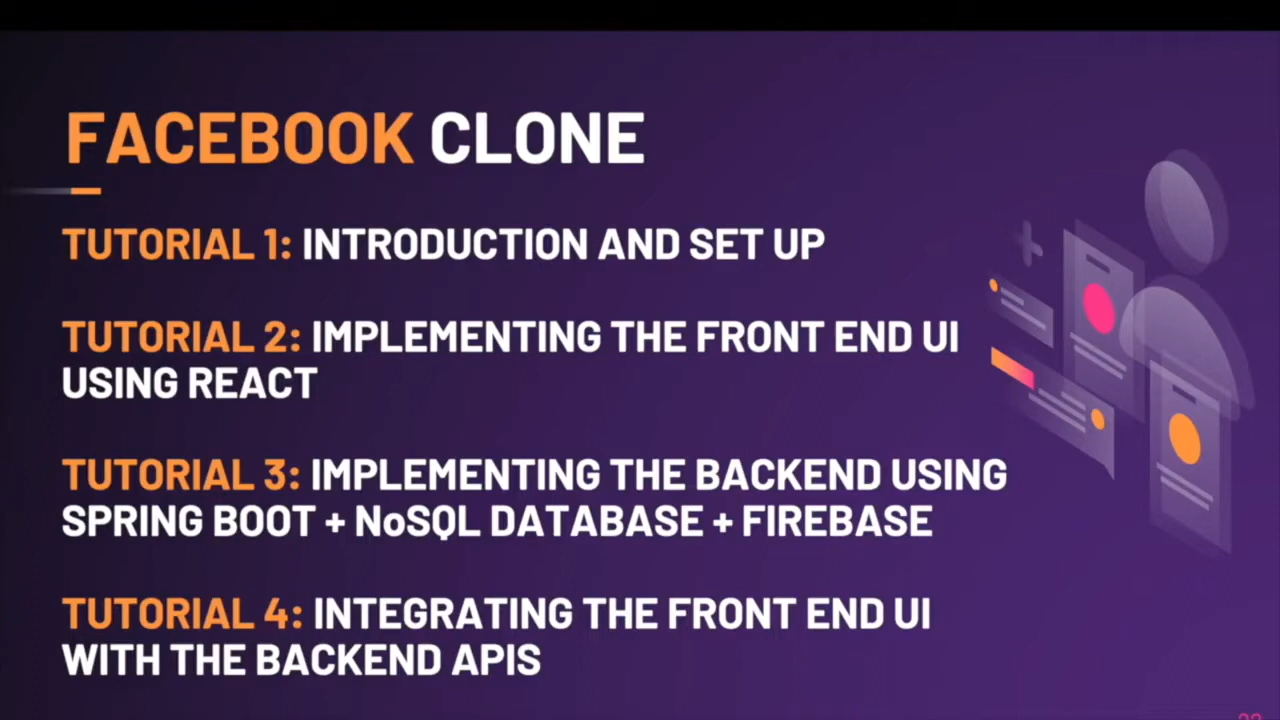 FACEBOOK CLONE
TUTORIAL 1: INTRODUCTION AND SET UP
TUTORIAL 2: IMPLEMENTING THE FRONT END UI
USING REACT
TUTORIAL 3: IMPLEMENTING THE BACKEND USING
SPRING BOOT + NoSQL DATABASE + FIREBASE
TUTORIAL 4: INTEGRATING THE FRONT END UI
WITH THE BACKEND APIS